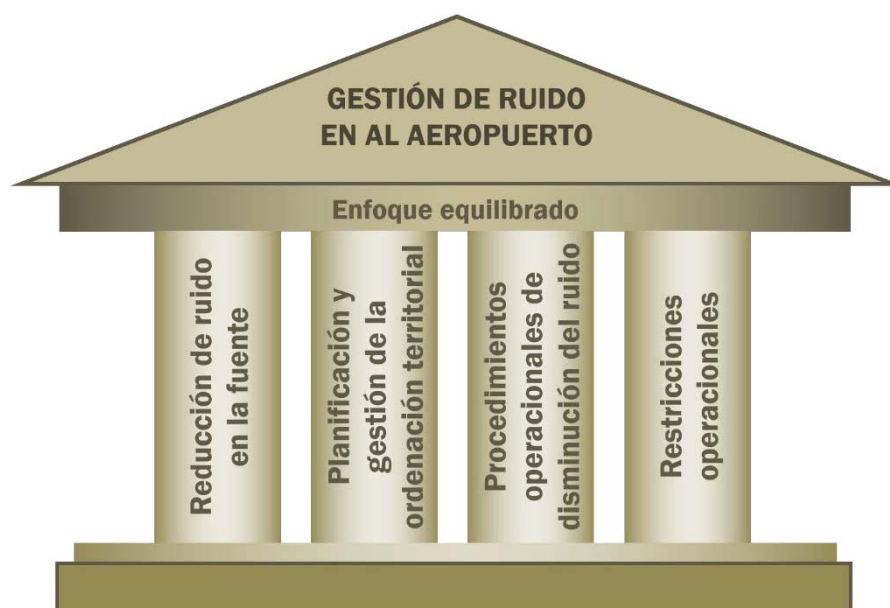 GESTIÓN DE RUIDO
EN AL AEROPUERTO
Enfoque equilibrado
Reducción de ruido
en la fuente
Planificación y
gestión de la
ordenación territorial
Procedimientos
operacionales de
disminución del ruido
Restricciones
operacionales